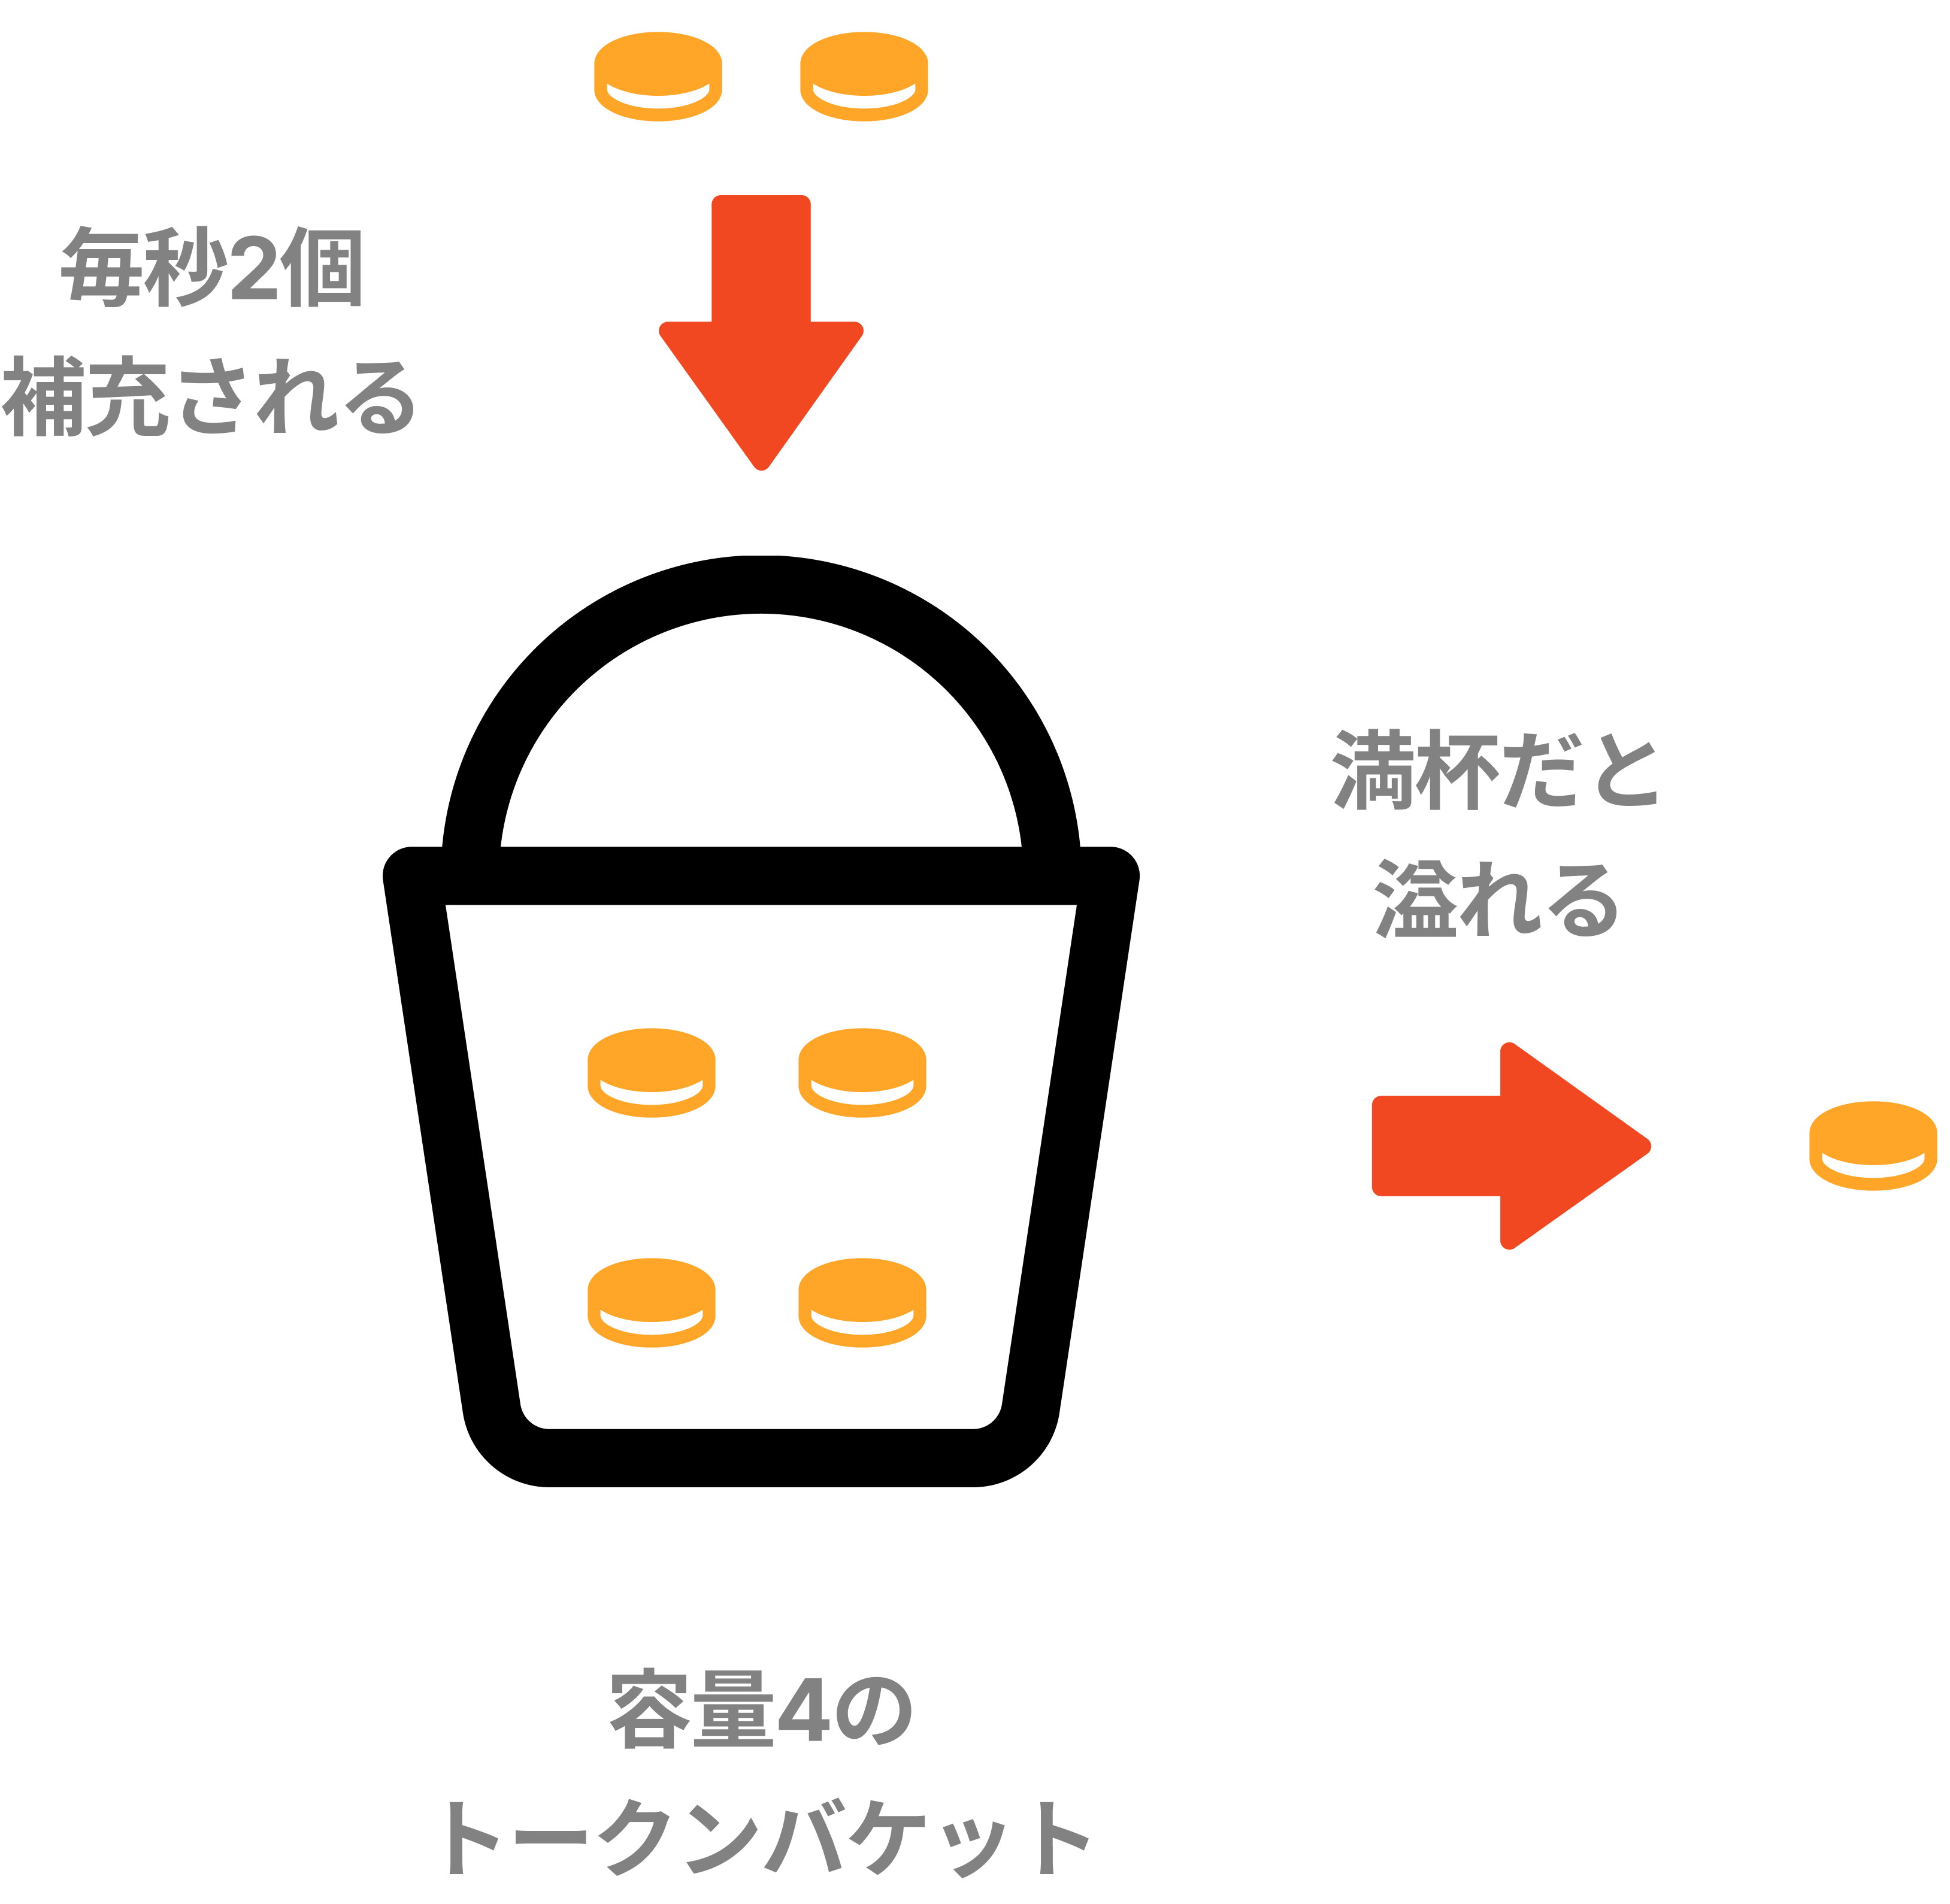 毎秒2個
補充される
満杯だと
溢れる
容量4の
トークンバケット